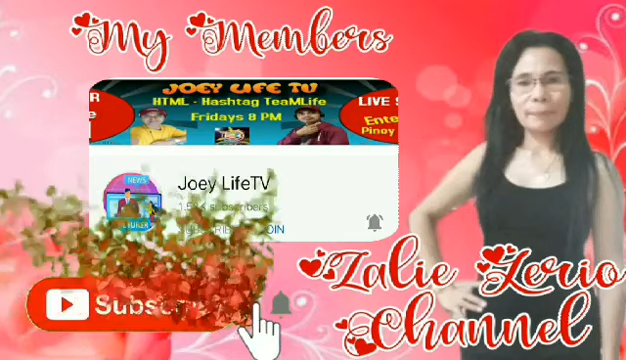 My Members
JOEY LIFE TV
HTML - Hashtag TeaMLife
Fridays 8 PM
LIVE S
Ente
Pinoy
NEWS
Joey LifeTV
subscribers
Zalie Zerio
Channel